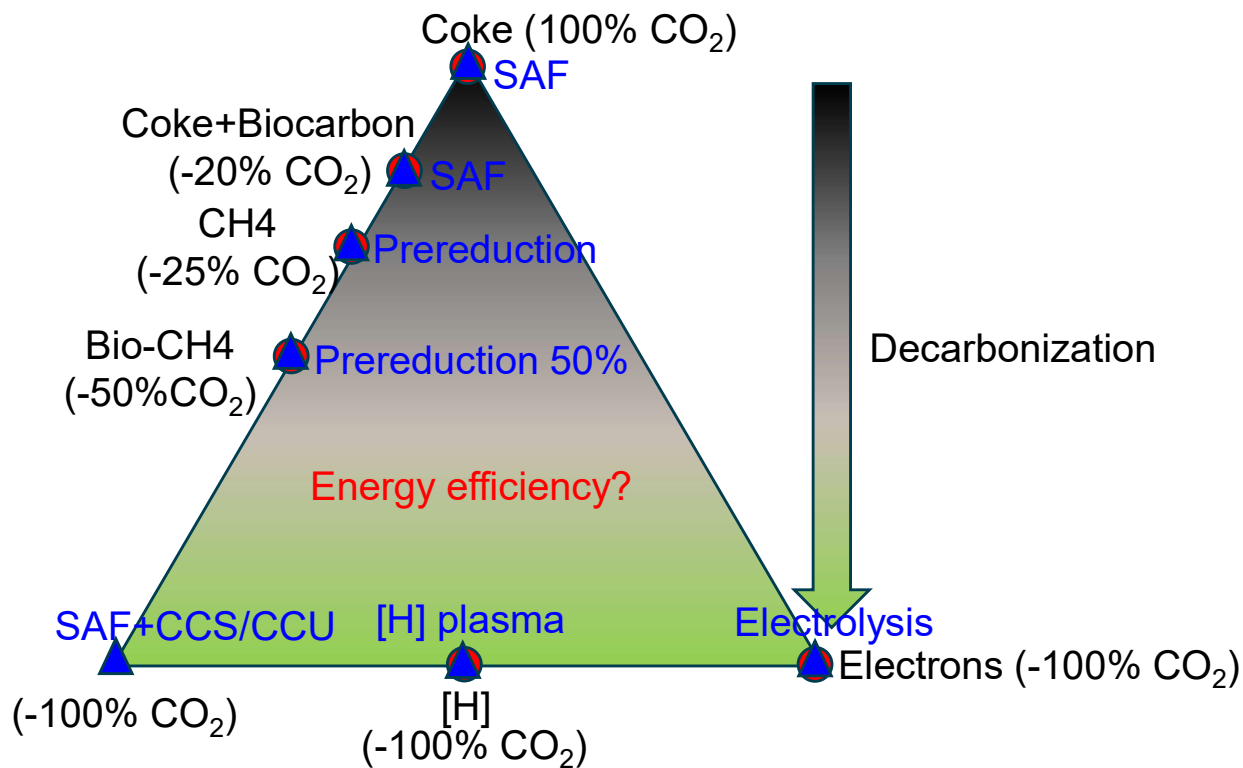 Coke (100% CO₂)
SAF
Coke+Biocarbon
(-20% CO₂)
SAF
CH4
(-25% CO₂)
Prereduction
Bio-CH4
(-50%CO₂)
Prereduction 50%
Decarbonization
Energy efficiency?
SAF+CCS/CCU
[H] plasma
Electrolysis
Electrons (-100% CO₂)
(-100% CO₂)
[H]
(-100% CO₂)